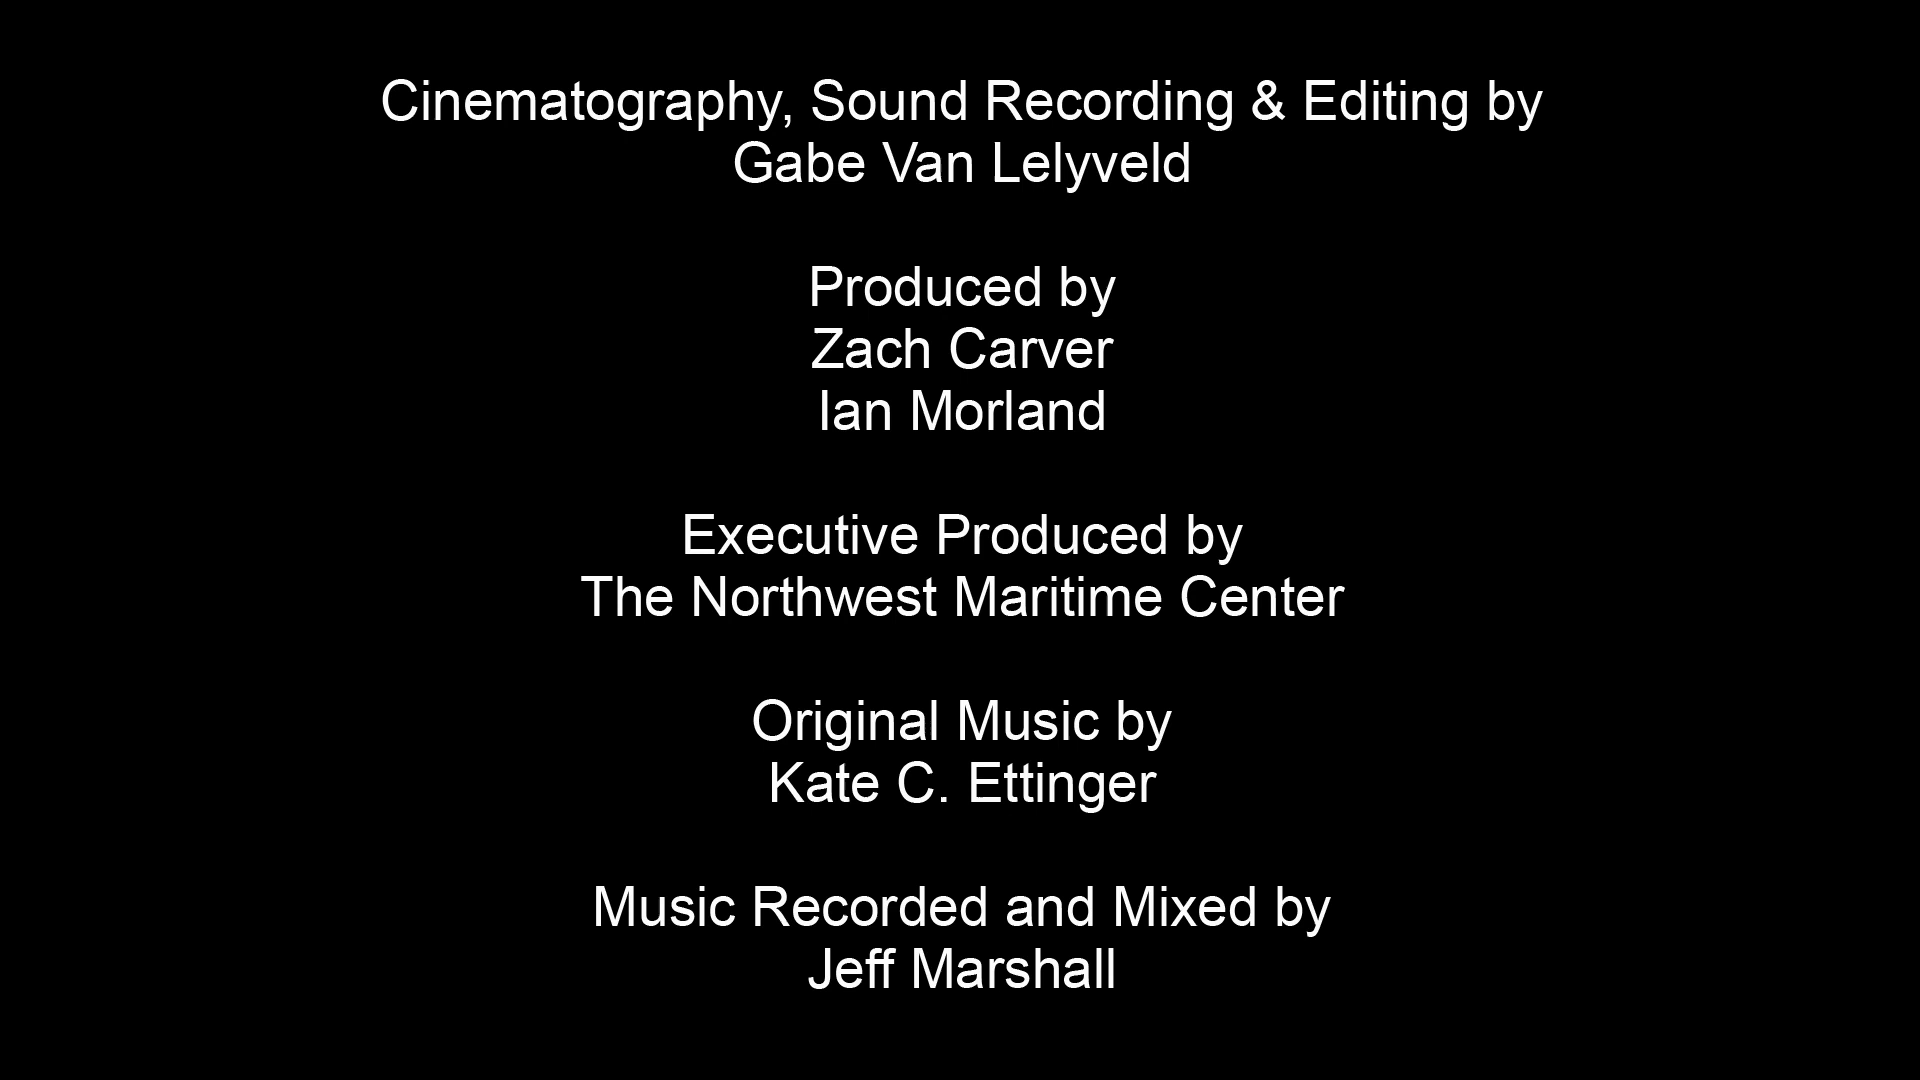 Cinematography, Sound Recording & Editing by
Gabe Van Lelyveld
Produced by
Zach Carver
Ian Morland
Executive Produced by
The Northwest Maritime Center
Original Music by
Kate C. Ettinger
Music Recorded and Mixed by
Jeff Marshall